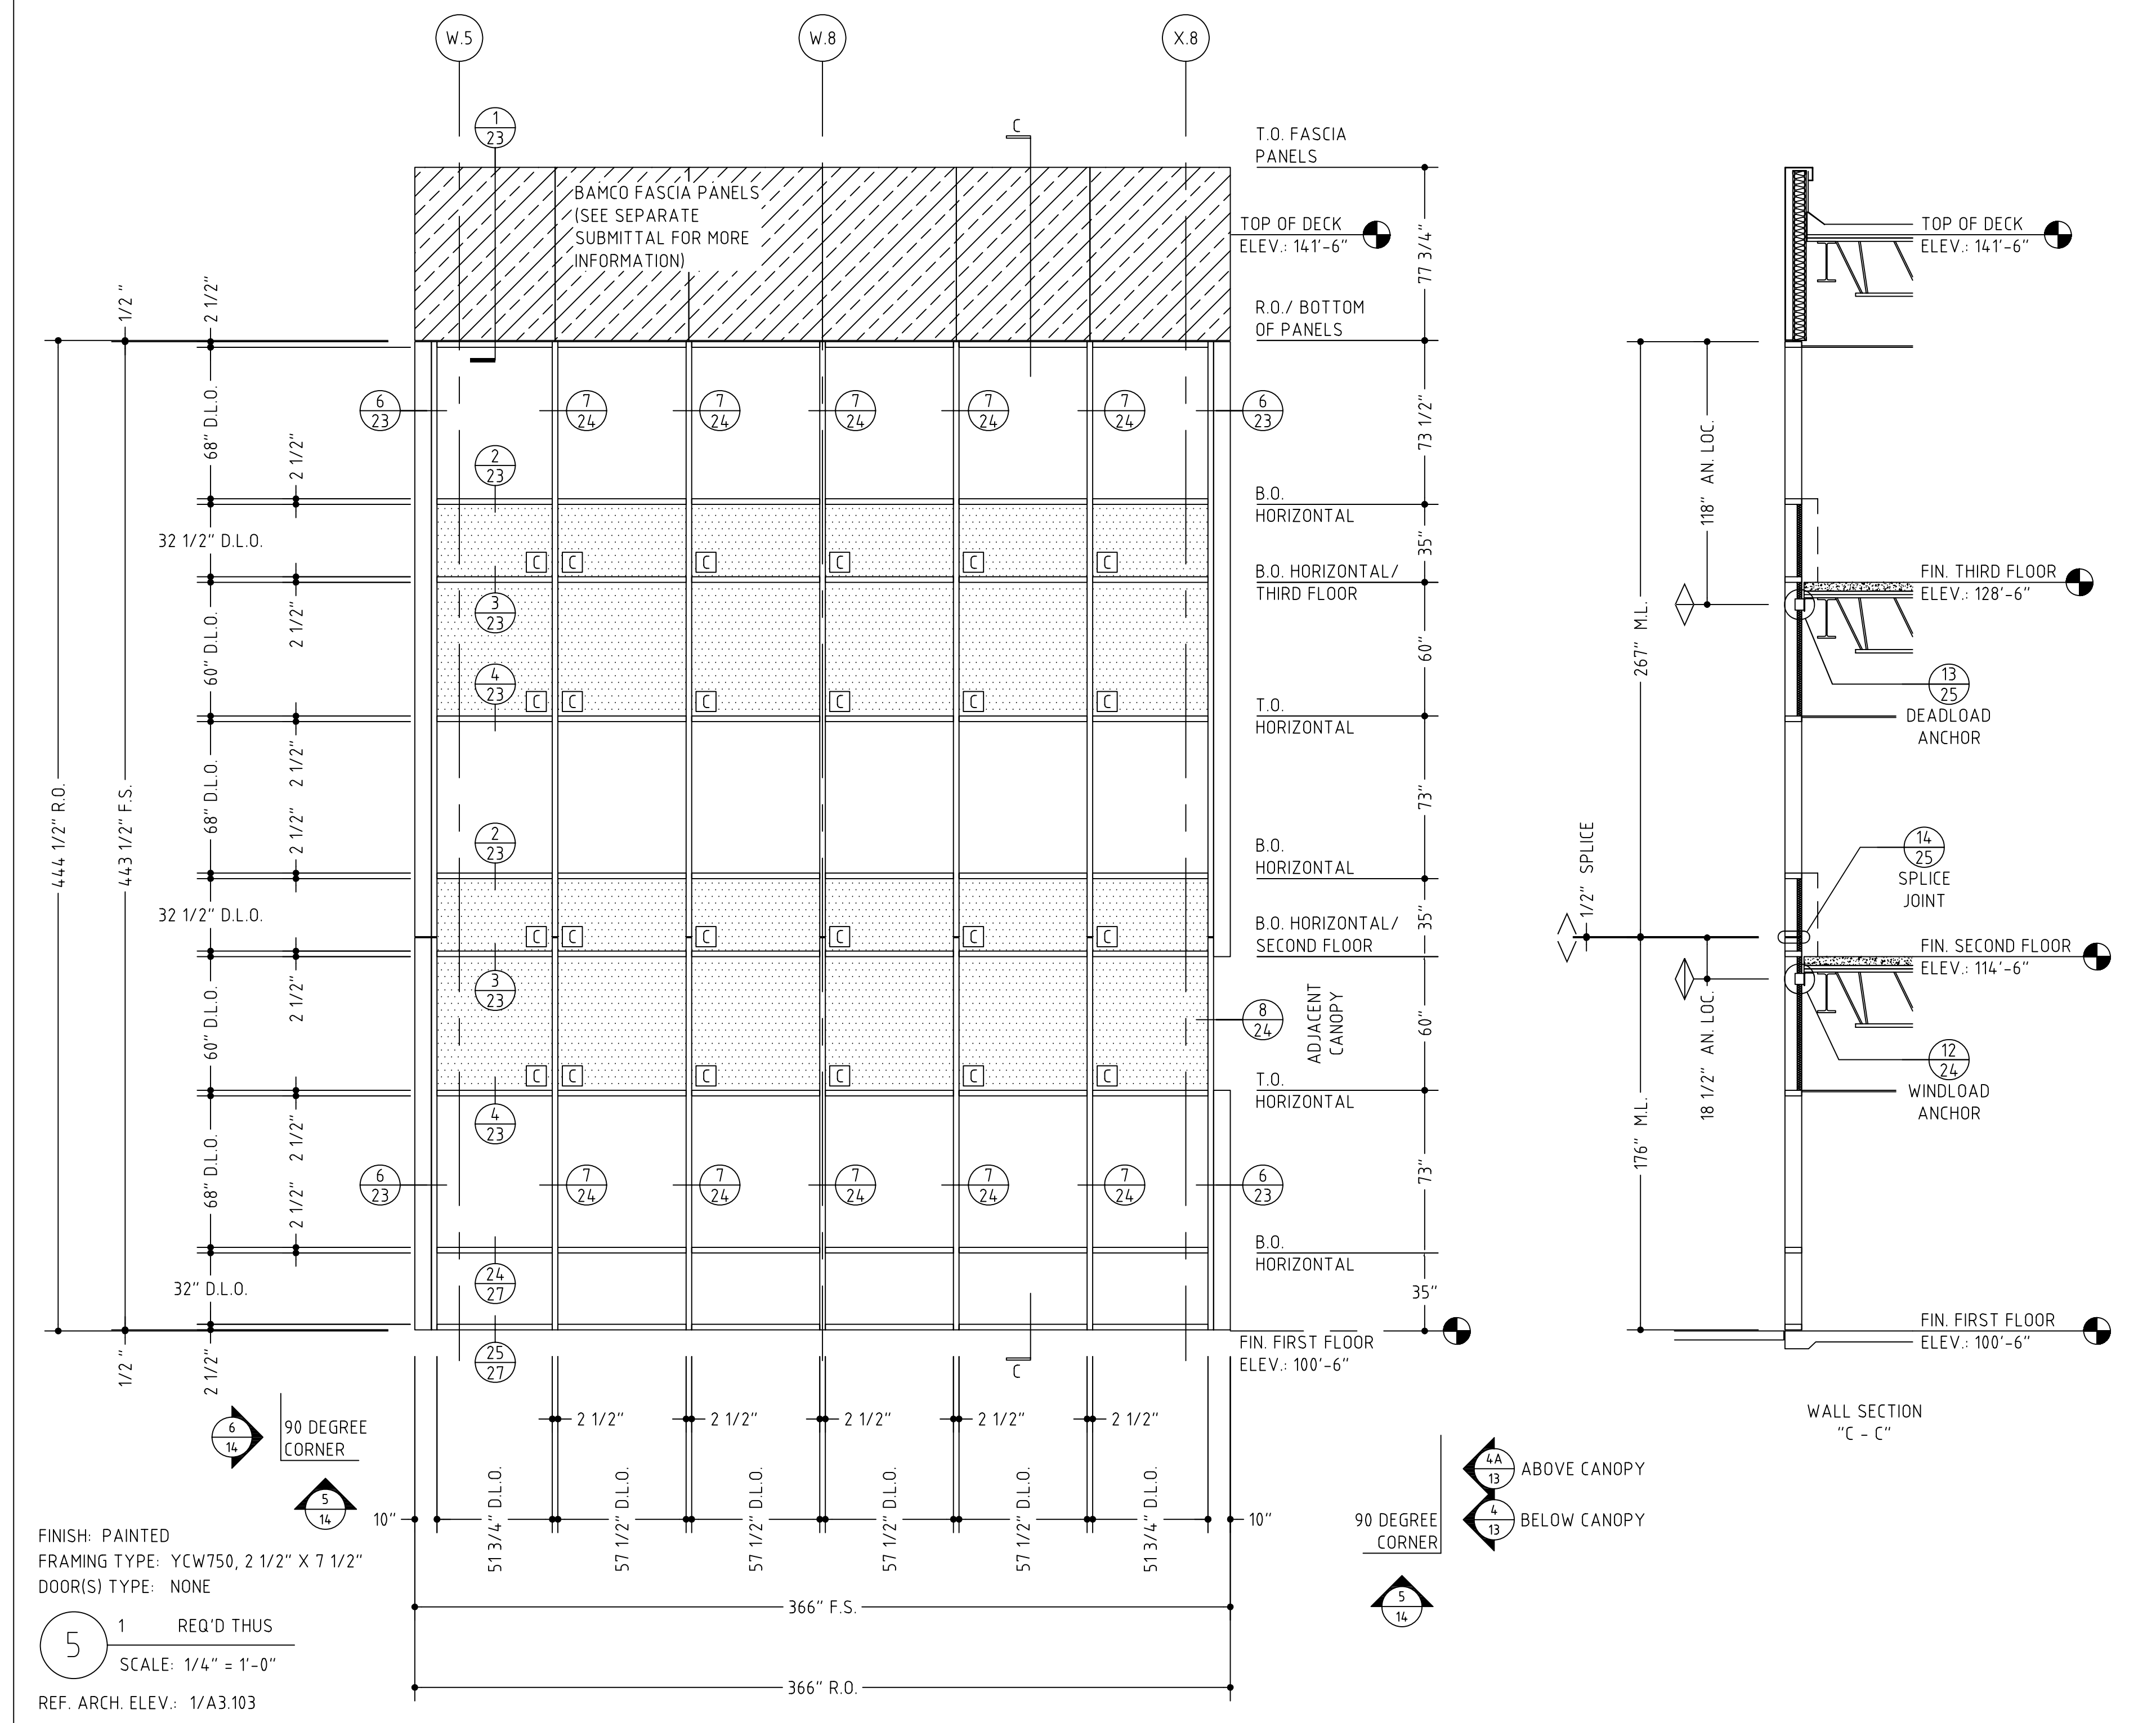 W.5
W.8
X.8
1
23
C
T.O. FASCIA
PANELS
BAMCO FASCIA PANELS
(SEE SEPARATE
SUBMITTAL FOR MORE
INFORMATION)
TOP OF DECK
ELEV.: 141'-6"
77 3/4"
TOP OF DECK
ELEV.: 141'-6"
1/2 "
2 1/2"
R.O./ BOTTOM
OF PANELS
68" D.L.O.
6
23
7
24
7
24
7
24
7
24
7
24
6
23
73 1/2"
118" AN. LOC.
2 1/2"
2
23
B.O.
HORIZONTAL
32 1/2" D.L.O.
C
C
C
C
C
C
35"
B.O. HORIZONTAL/
THIRD FLOOR
FIN. THIRD FLOOR
ELEV.: 128'-6"
2 1/2"
3
23
60" D.L.O.
60"
267" M.L.
4
23
C
C
C
C
C
C
13
25
DEADLOAD
ANCHOR
T.O.
HORIZONTAL
2 1/2"
68" D.L.O.
73"
444 1/2" R.O.
443 1/2" F.S.
2 1/2"
2
23
B.O.
HORIZONTAL
1/2" SPLICE
14
25
SPLICE
JOINT
32 1/2" D.L.O.
C
C
C
C
C
C
35"
B.O. HORIZONTAL/
SECOND FLOOR
FIN. SECOND FLOOR
ELEV.: 114'-6"
2 1/2"
3
23
60" D.L.O.
8
24
ADJACENT
CANOPY
60"
18 1/2" AN. LOC.
12
24
WINDLOAD
ANCHOR
C
C
C
C
C
C
T.O.
HORIZONTAL
2 1/2"
4
23
176" M.L.
68" D.L.O.
6
23
7
24
7
24
7
24
7
24
7
24
6
23
73"
2 1/2"
B.O.
HORIZONTAL
32" D.L.O.
24
27
35"
FIN. FIRST FLOOR
ELEV.: 100'-6"
FIN. FIRST FLOOR
ELEV.: 100'-6"
1/2 "
2 1/2"
25
27
C
WALL SECTION
"C - C"
6
14
90 DEGREE
CORNER
2 1/2"
2 1/2"
2 1/2"
2 1/2"
2 1/2"
5
14
10"
51 3/4" D.L.O.
57 1/2" D.L.O.
57 1/2" D.L.O.
57 1/2" D.L.O.
57 1/2" D.L.O.
51 3/4" D.L.O.
10"
4A
13
ABOVE CANOPY
90 DEGREE
CORNER
4
13
BELOW CANOPY
5
14
366" F.S.
366" R.O.
FINISH: PAINTED
FRAMING TYPE: YCW750, 2 1/2" X 7 1/2"
DOOR(S) TYPE: NONE
5
1 REQ'D THUS
SCALE: 1/4" = 1'-0"
REF. ARCH. ELEV.: 1/A3.103